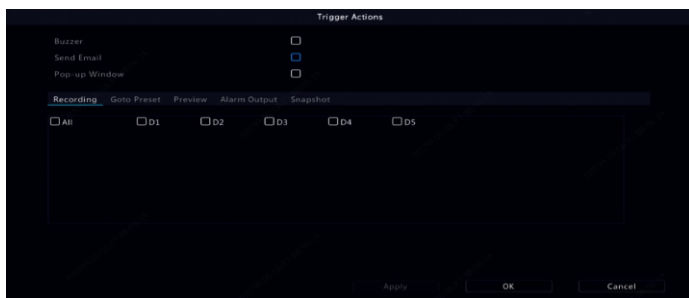 Trigger Actions
Buzzer
Send Email
Pop-up Window
Recording Goto Preset Preview Alarm Output Snapshot
All D1 D2 D3 D4 D5
Apply OK Cancel